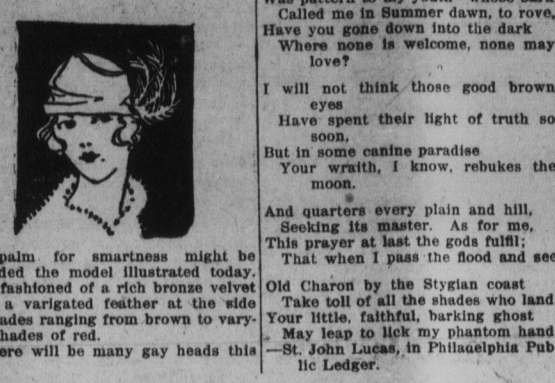 palm for smartness might be
ded the model illustrated today.
fashioned of a rich bronze velvet
a varigated feather at the side
ades ranging from brown to vary-
hades of red.
ere will be many gay heads this
Called me in Summer dawn, to rove,
Have you gone down into the dark
Where none is welcome, none may
love?
I will not think those good brown
eyes
Have spent their light of truth so
soon,
But in some canine paradise
Your wraith, I know, rebukes the
moon.
And quarters every plain and hill,
Seeking its master. As for me,
This prayer at last the gods fulfil;
That when I pass the flood and see
Old Charon by the Stygian coast
Take toll of all the shades who land
Your little, faithful, barking ghost
May leap to lick my phantom hand
—St. John Lucas, in Philadelphia Pub
lic Ledger.